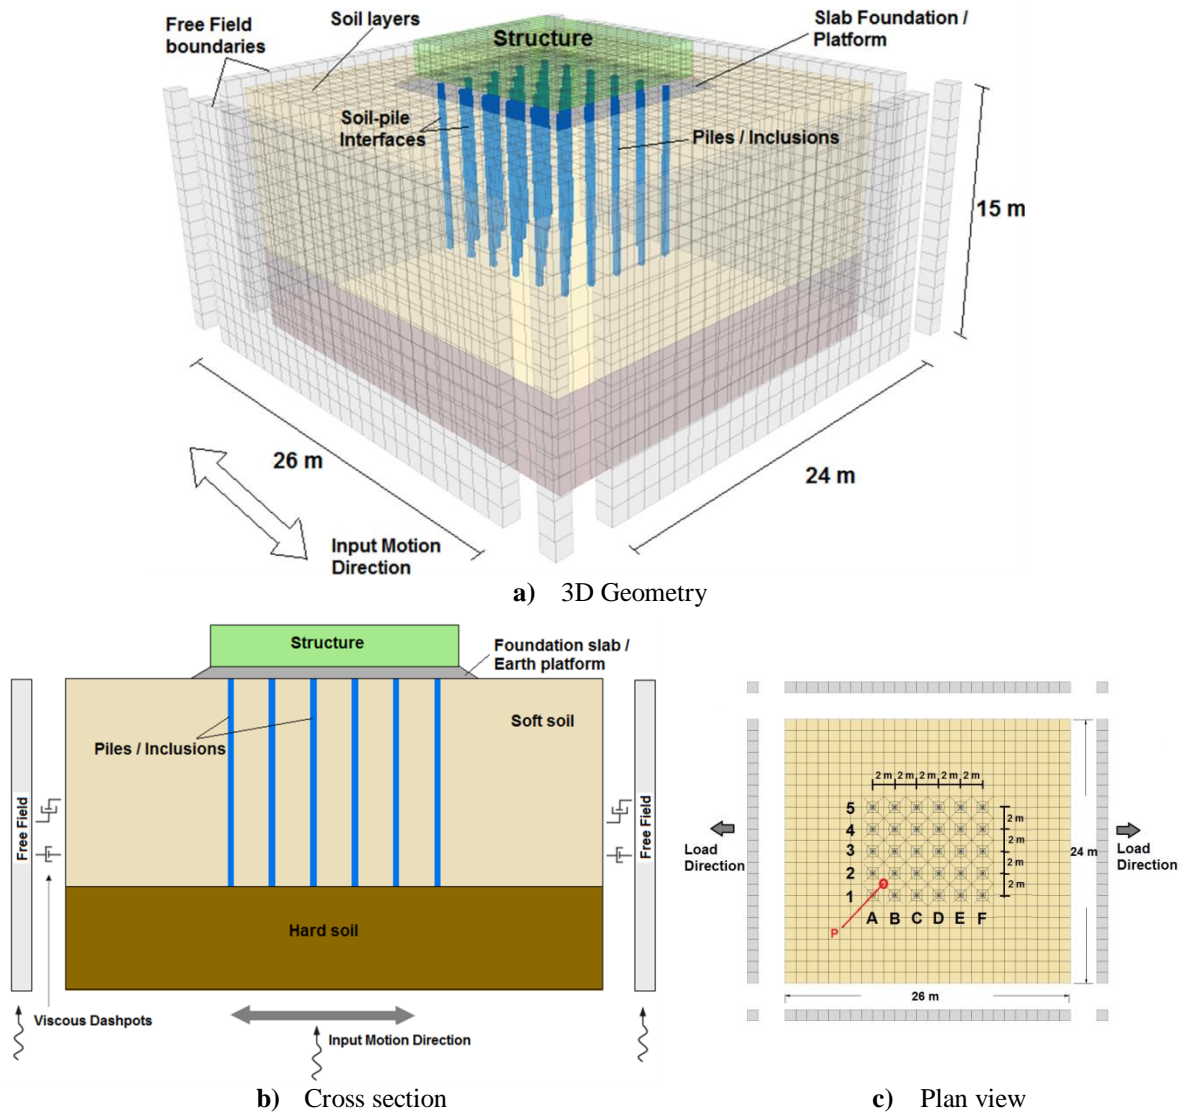 Free Field
boundaries
Soil layers
Structure
Slab Foundation /
Platform
Soil-pile
Interfaces
Piles / Inclusions
15 m
26 m
24 m
Input Motion
Direction
a) 3D Geometry
Structure
Foundation slab /
Earth platform
Soft soil
Piles / Inclusions
Free Field
Free Field
Hard soil
Viscous Dashpots
Input Motion Direction
b) Cross section
2 m 2 m 2 m 2 m 2 m
5
4
3
2
1
2 m
2 m
2 m
2 m
24 m
Load
Direction
Load
Direction
P
A B C D E F
26 m
c) Plan view